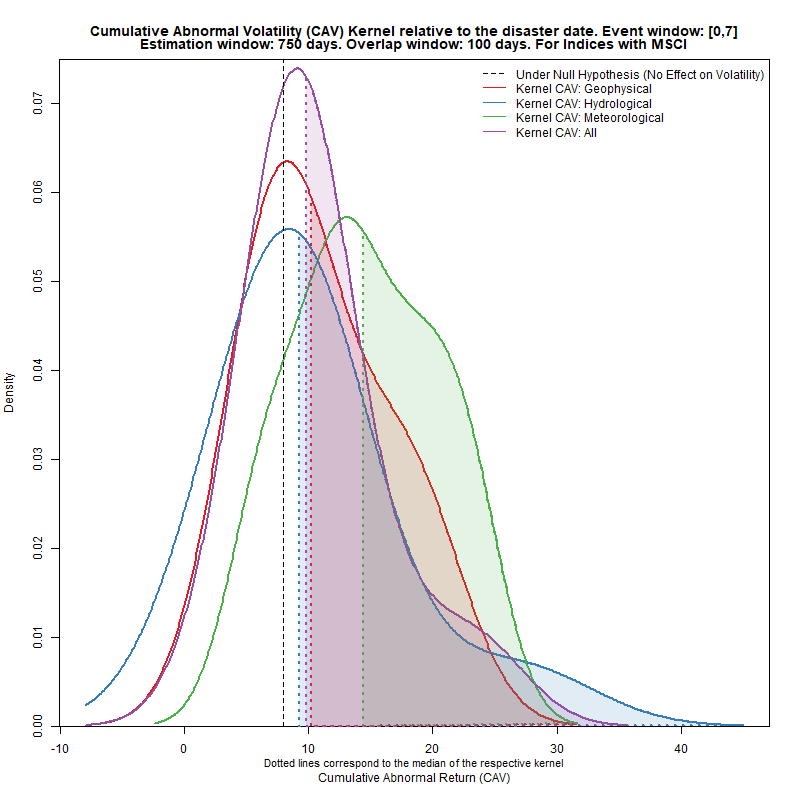 Cumulative Abnormal Volatility (CAV) Kernel relative to the disaster date. Event window: [0,7]
Estimation window: 750 days. Overlap window: 100 days. For Indices with MSCI
Under Null Hypothesis (No Effect on Volatility)
Kernel CAV: Geophysical
Kernel CAV: Hydrological
Kernel CAV: Meteorological
Kernel CAV: All
0.07
0.06
0.05
0.04
0.03
0.02
0.01
0.00
Density
-10 0 10 20 30 40
Dotted lines correspond to the median of the respective kernel
Cumulative Abnormal Return (CAV)